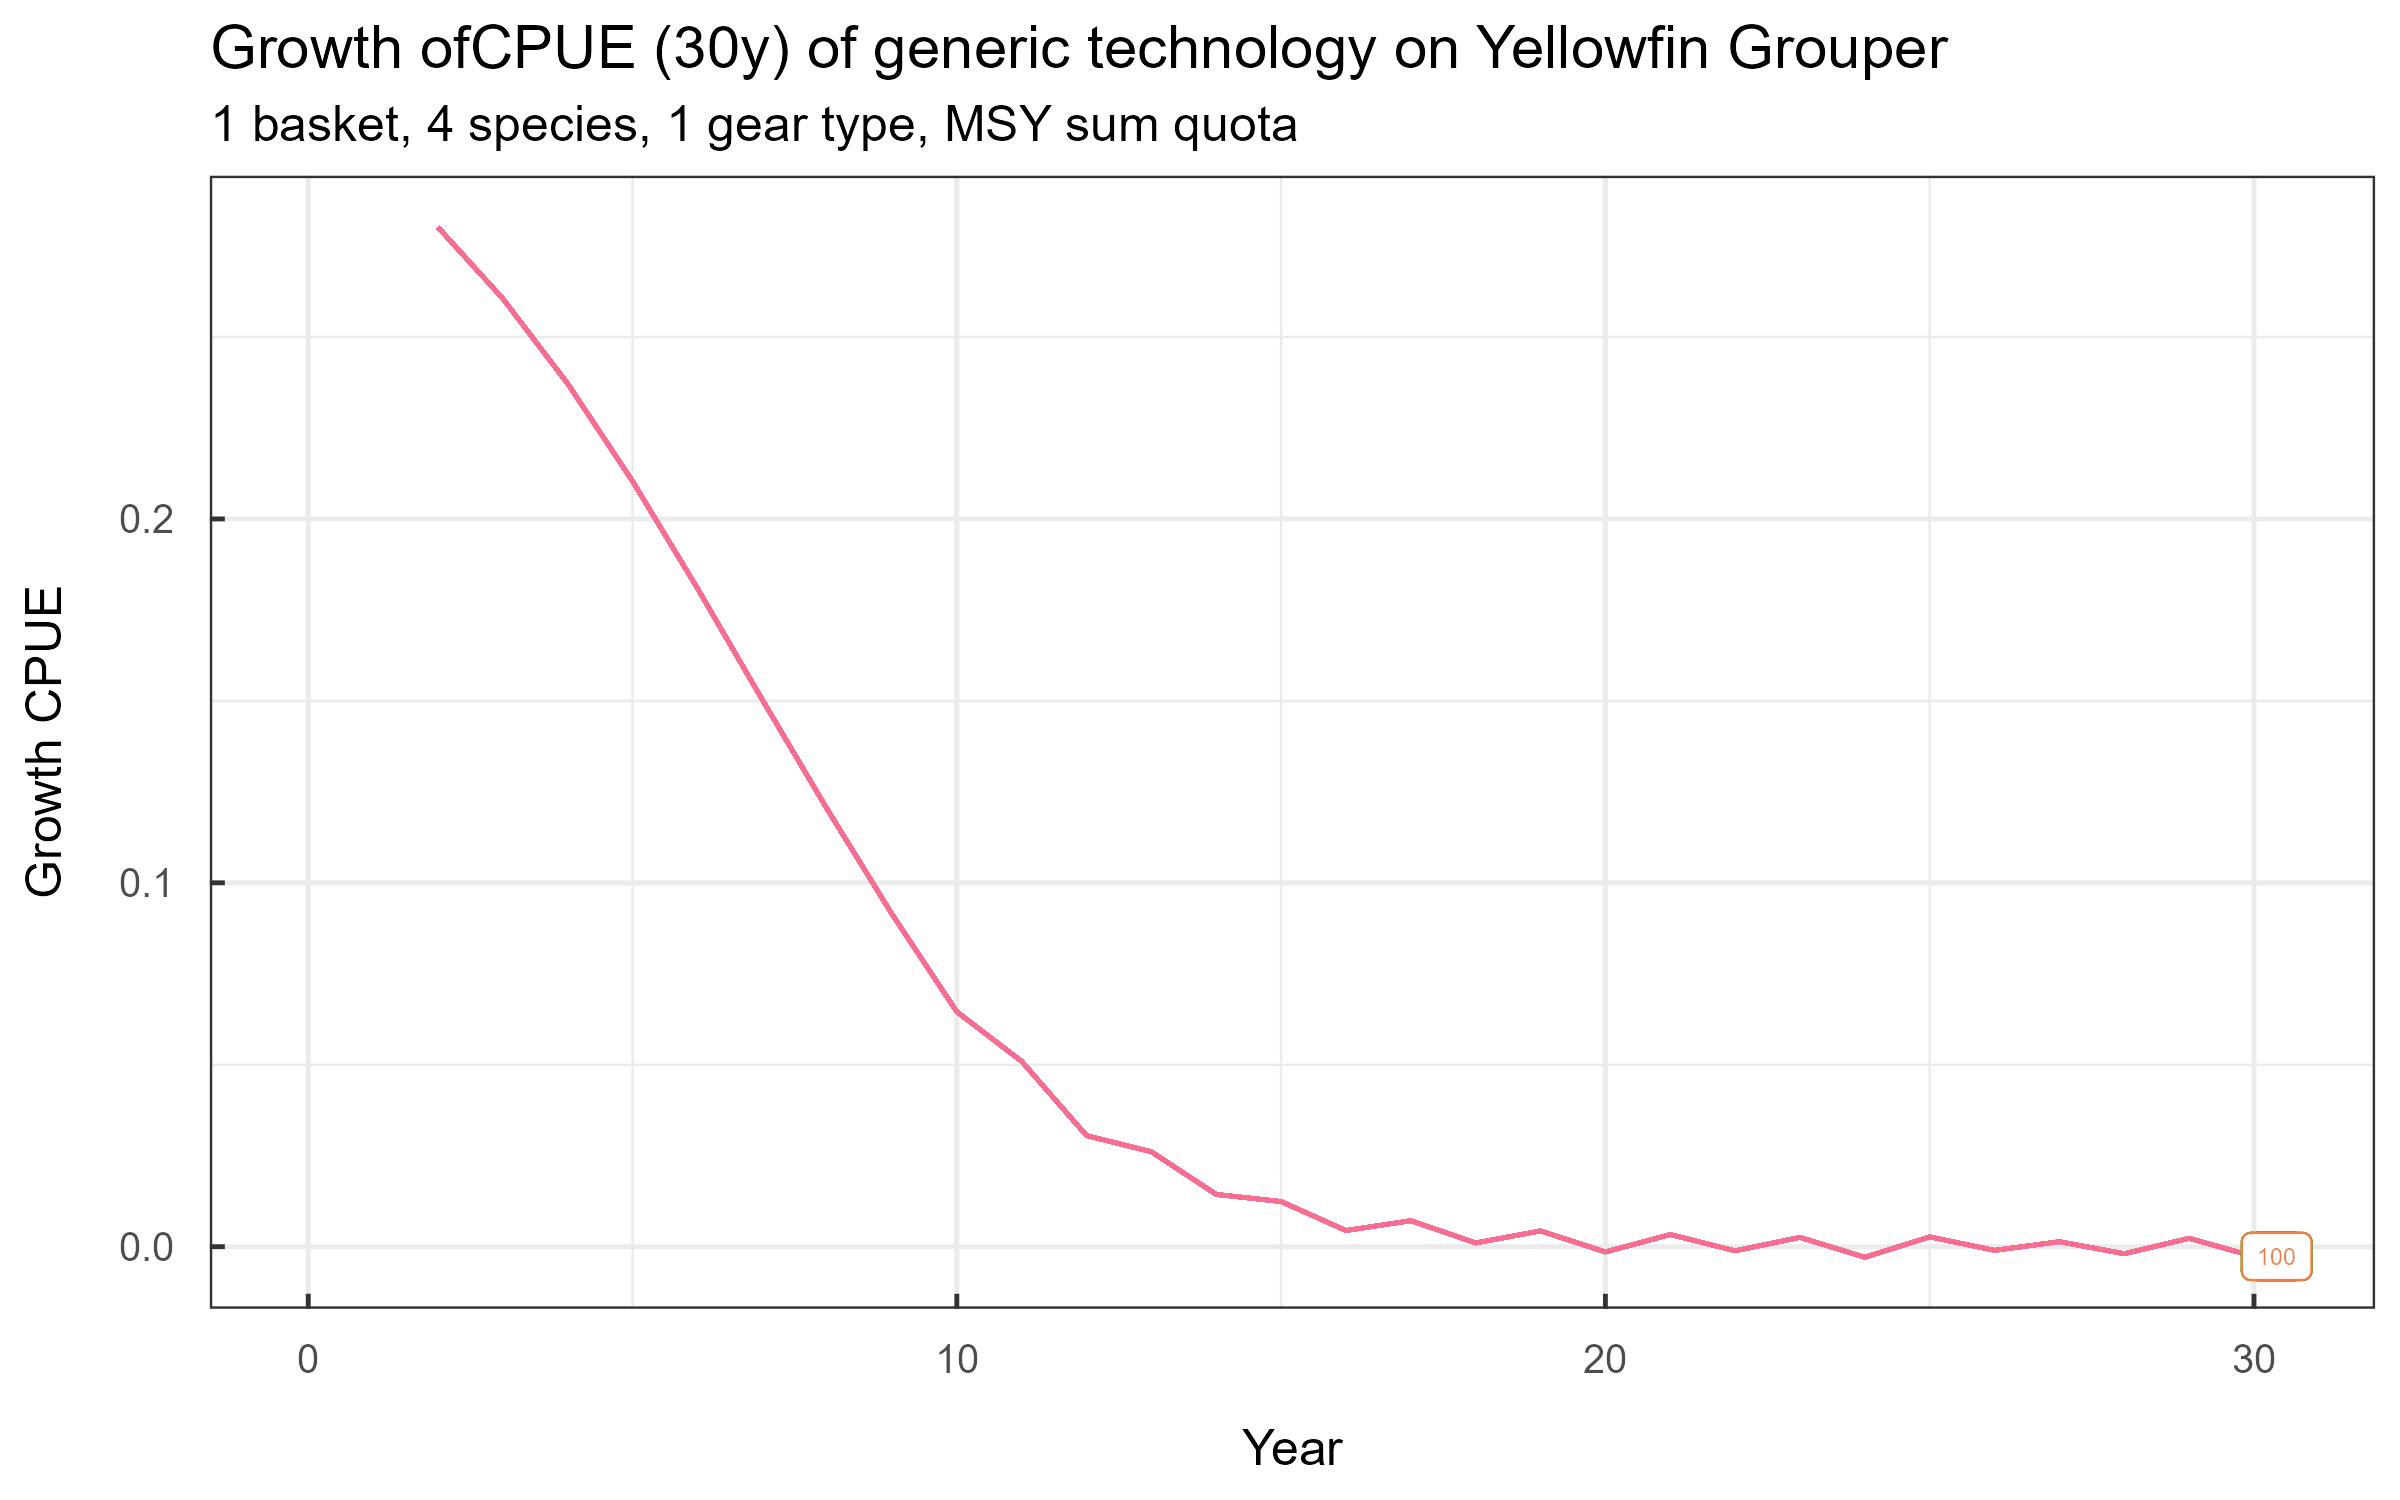 Growth ofCPUE (30y) of generic technology on Yellowfin Grouper
1 basket, 4 species, 1 gear type, MSY sum quota
Growth CPUE
0.2
0.1
0.0
100
0
10
20
30
Year